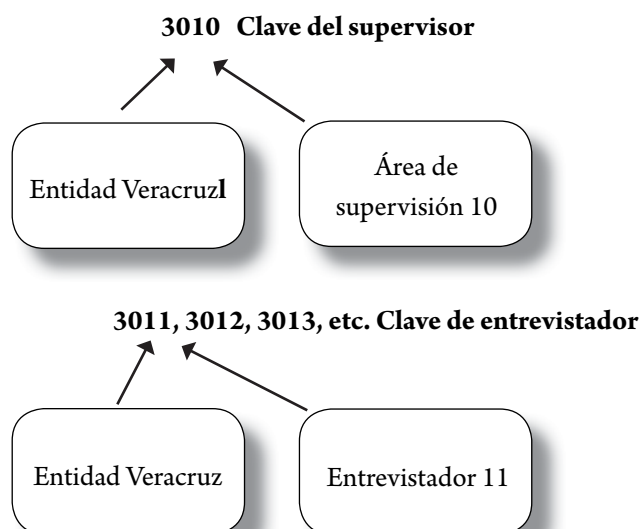 3010 Clave del supervisor
Entidad Veracruzl
Área de
supervisión 10
3011, 3012, 3013, etc. Clave de entrevistador
Entidad Veracruz
Entrevistador 11